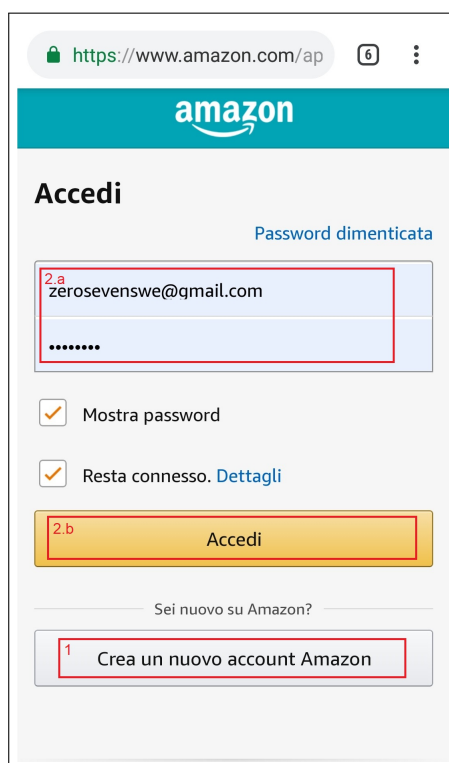 https://www.amazon.com/ap 6
amazon
Accedi
Password dimenticata
2.a
zerosevenswe@gmail.com
••••••••
Mostra password
Resta connesso. Dettagli
2.b
Accedi
Sei nuovo su Amazon?
1
Crea un nuovo account Amazon